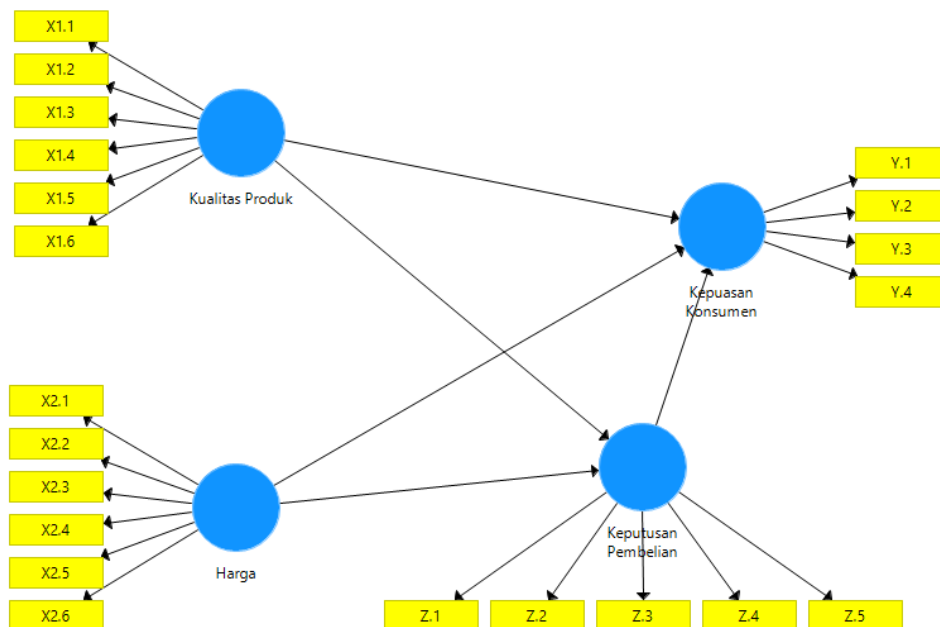 X1.1
X1.2
X1.3
X1.4
X1.5
X1.6
Kualitas Produk
Y.1
Y.2
Y.3
Y.4
Kepuasan
Konsumen
X2.1
X2.2
X2.3
X2.4
X2.5
X2.6
Harga
Keputusan
Pembelian
Z.1
Z.2
Z.3
Z.4
Z.5